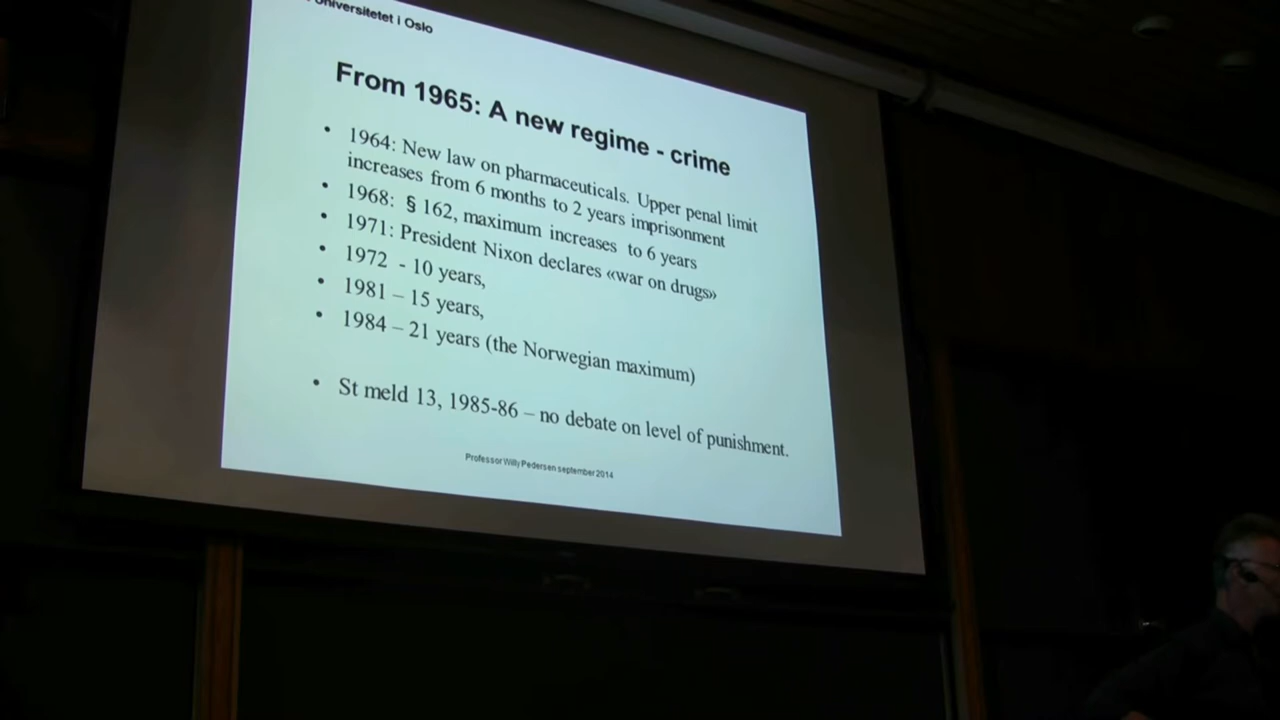 Universitetet i Oslo
From 1965: A new regime - crime
• 1964: New law on pharmaceuticals. Upper penal limit
increases from 6 months to 2 years imprisonment
• 1968: § 162, maximum increases to 6 years
• 1971: President Nixon declares «war on drugs»
• 1972 - 10 years,
• 1981 – 15 years,
• 1984 – 21 years (the Norwegian maximum)
• St meld 13, 1985-86 – no debate on level of punishment.
Professor Willy Pedersen september 2014